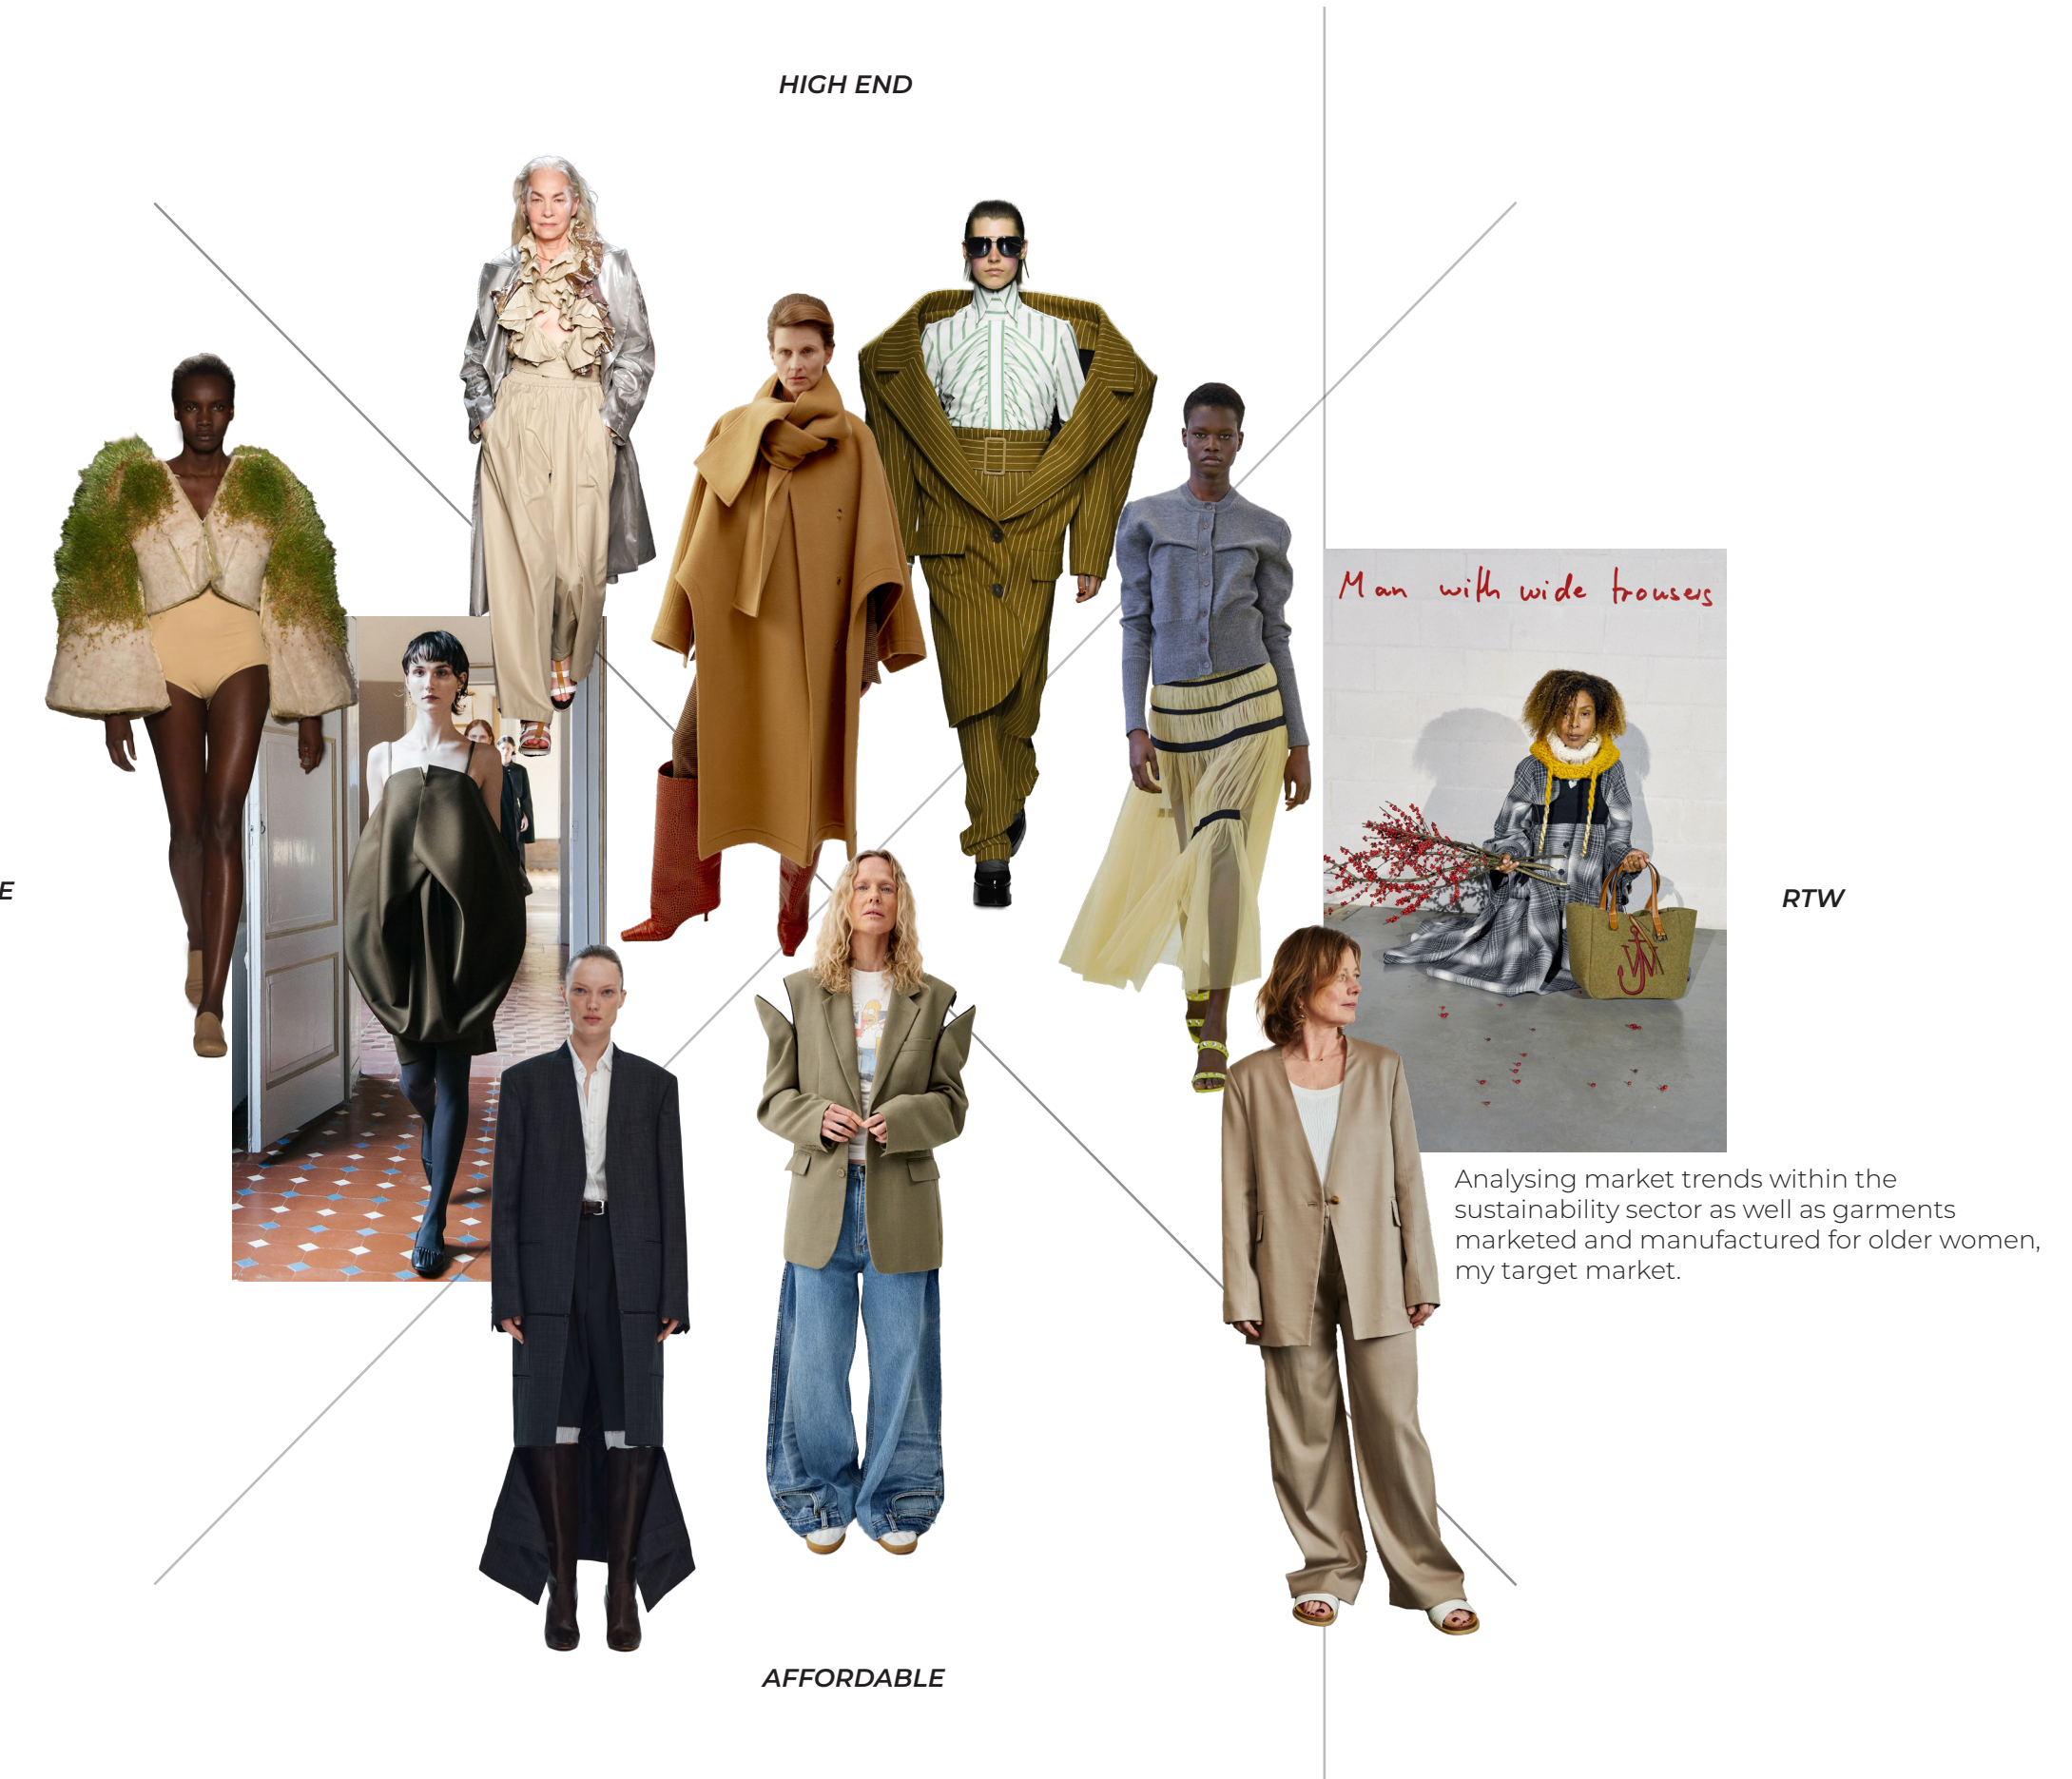 HIGH END
Man with wide trousers
E
RTW
JW
Analysing market trends within the
sustainability sector as well as garments
marketed and manufactured for older women,
my target market.
AFFORDABLE